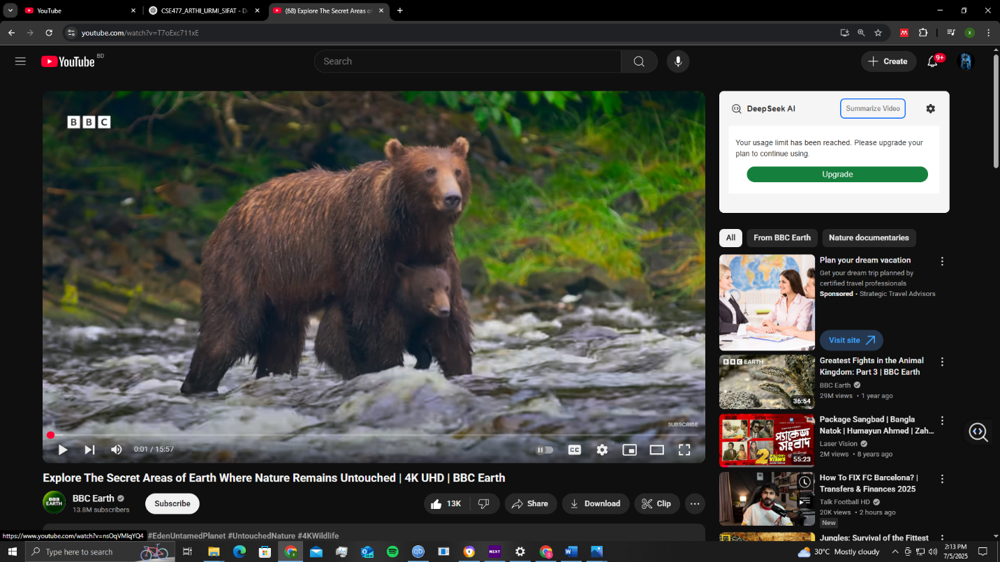 YouTube
CSE477_ARTHI_URMI_SIFAT - D
(68) Explore The Secret Areas o
youtube.com/watch?v=T7oExc711xE
YouTube BD
Search
Create
9+
BBC
SUBSCRIBE
0:01 / 15:57
CC
Explore The Secret Areas of Earth Where Nature Remains Untouched | 4K UHD | BBC Earth
BBC EARTH
BBC Earth
13.8M subscribers
Subscribe
13K
Share
Download
Clip
#EdenUntamedPlanet #UntouchedNature #4KWildlife
DeepSeek AI
Summarize Video
Your usage limit has been reached. Please upgrade your
plan to continue using.
Upgrade
All
From BBC Earth
Nature documentaries
Plan your dream vacation
Get your dream trip planned by
certified travel professionals
Sponsored • Strategic Travel Advisors
Visit site
BBC EARTH
36:54
Greatest Fights in the Animal
Kingdom: Part 3 | BBC Earth
BBC Earth
29M views • 1 year ago
প্যাকেজ
সংবাদ
2 MILLION+
VIEWS
55:23
Package Sangbad | Bangla
Natok | Humayun Ahmed | Zah...
Laser Vision
2M views • 8 years ago
How To FIX FC Barcelona? |
Transfers & Finances 2025
Talk Football HD
20K views • 2 hours ago
New
Jungles: Survival of the Fittest
https://www.youtube.com/watch?v=nsOqVMlqYQ4
Type here to search
qb
NZXT
W
30°C Mostly cloudy
2:13 PM
7/5/2025